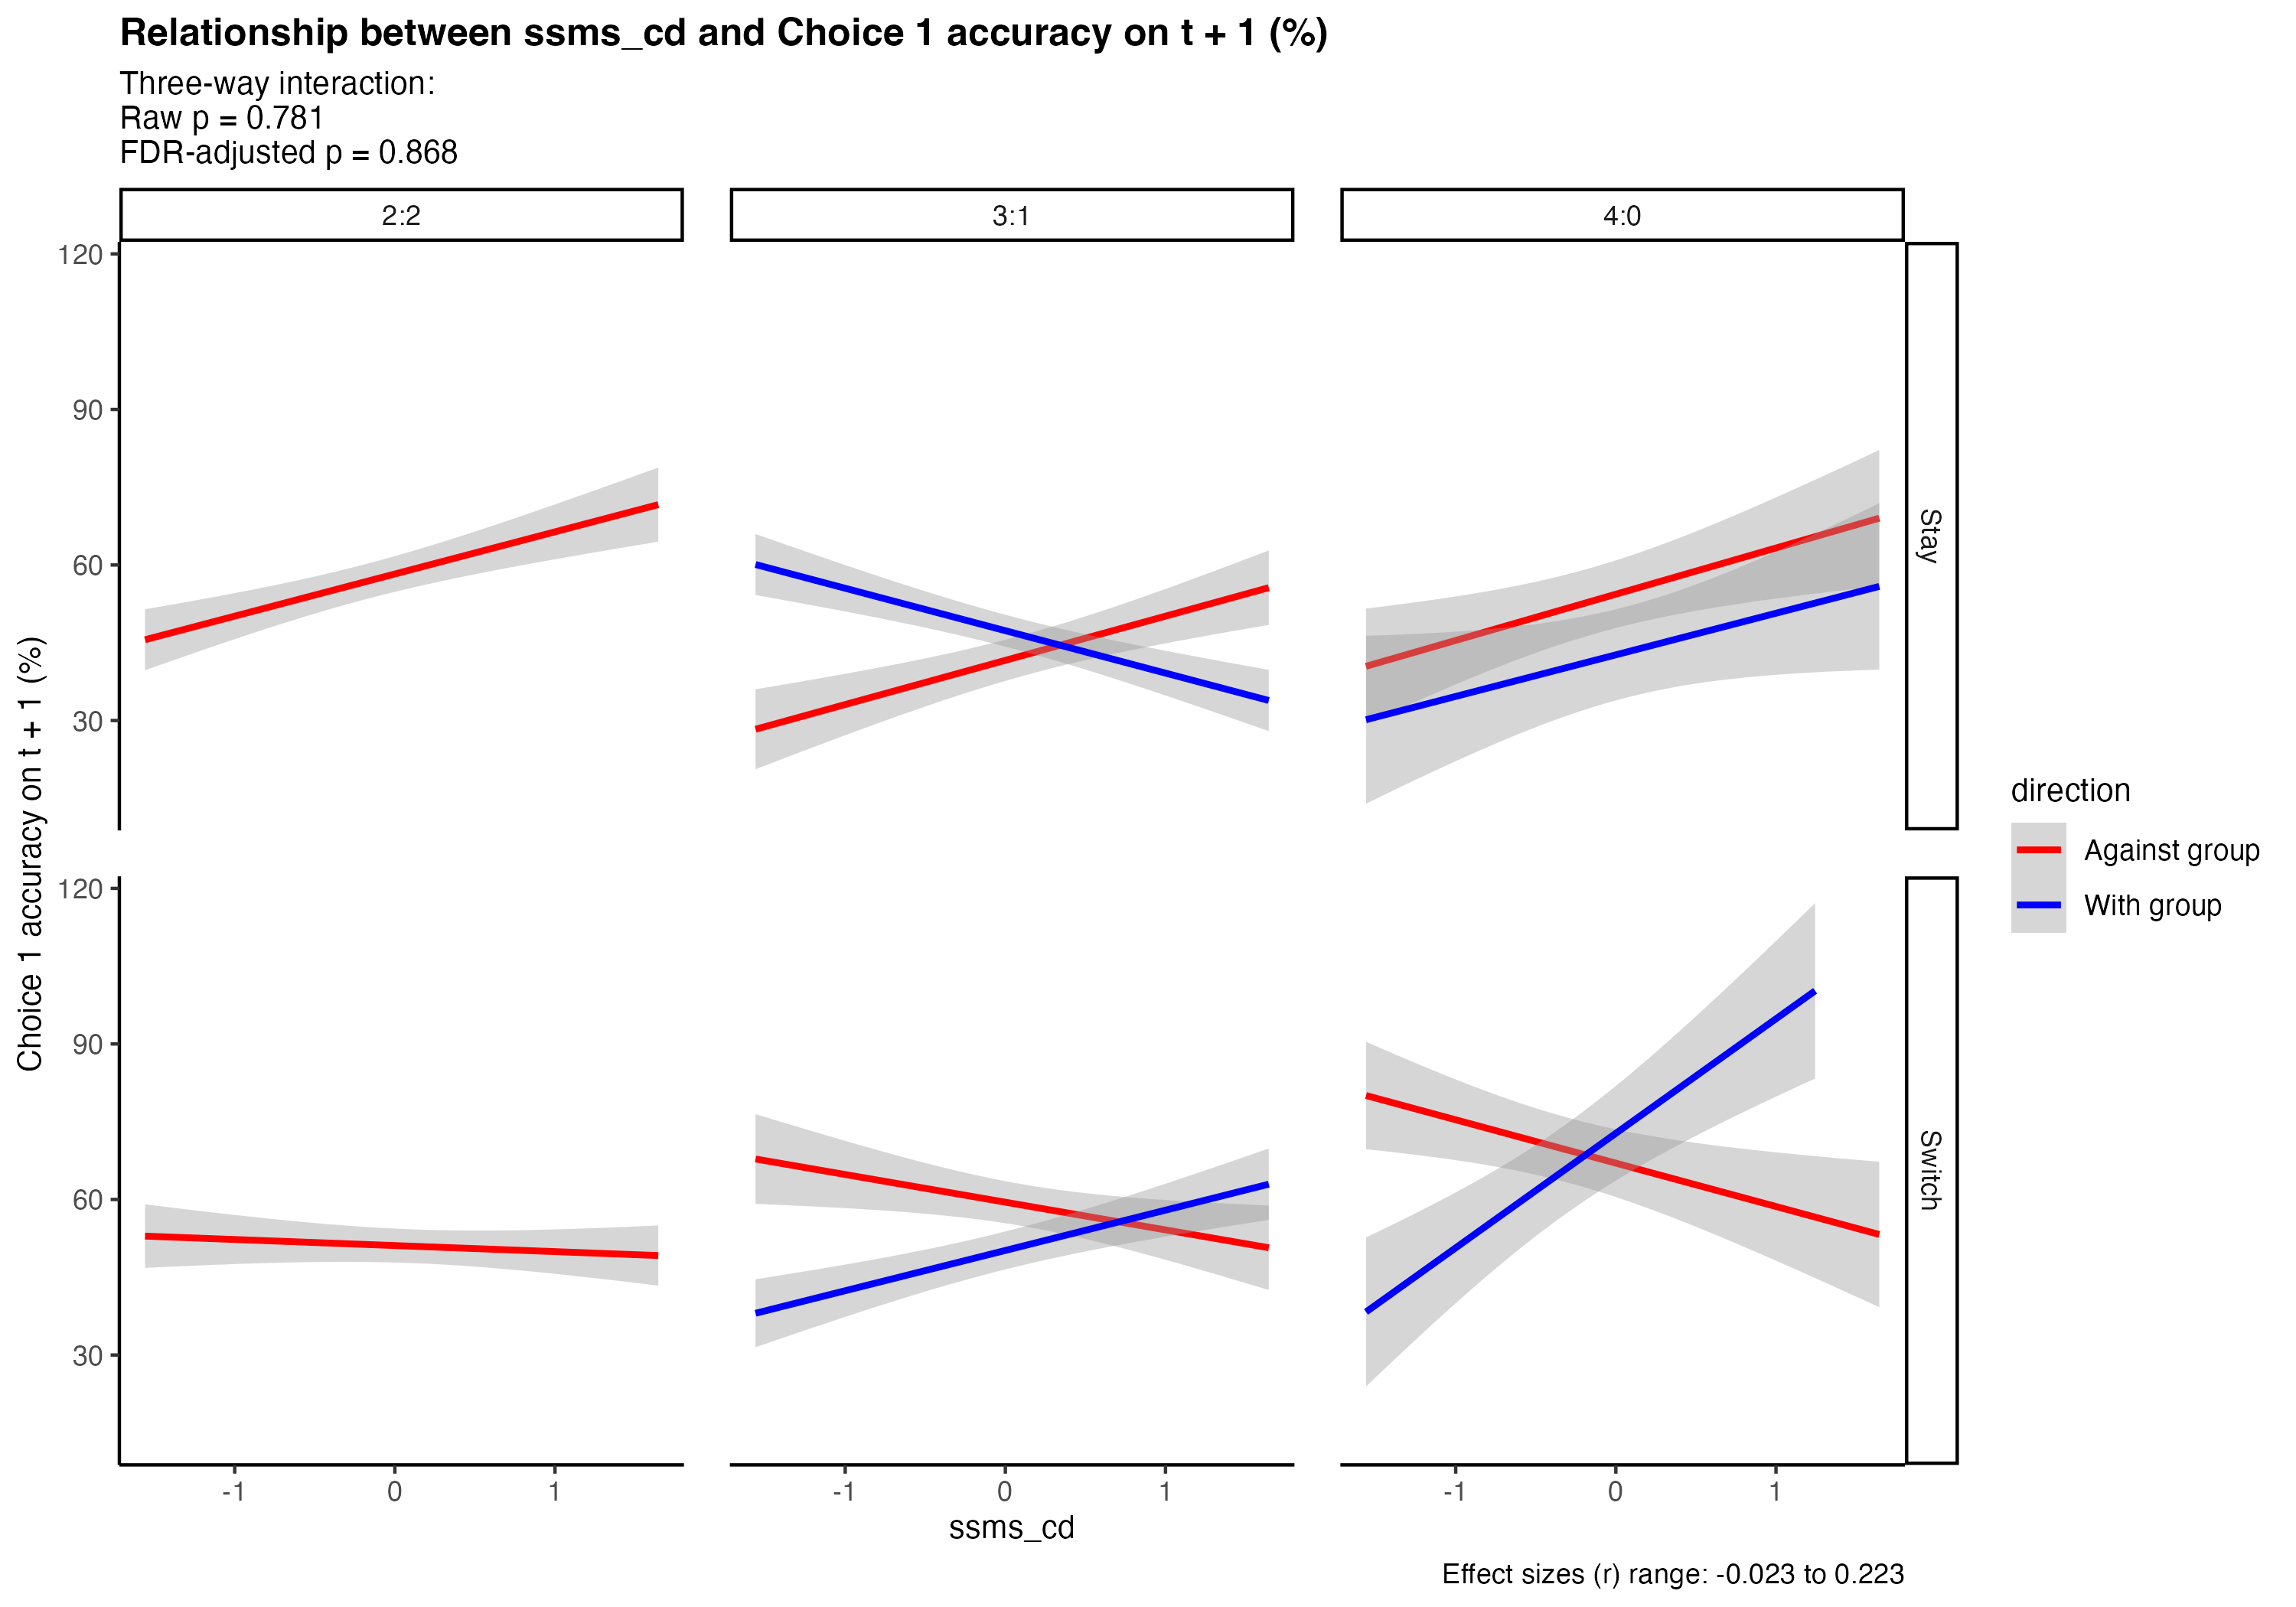 Relationship between ssms_cd and Choice 1 accuracy on t + 1 (%)
Three-way interaction:
Raw p = 0.781
FDR-adjusted p = 0.868
2:2
3:1
4:0
120
90
60
30
Stay
120
90
60
30
Switch
Choice 1 accuracy on t + 1 (%)
-1
0
1
-1
0
1
-1
0
1
ssms_cd
direction
Against group
With group
Effect sizes (r) range: -0.023 to 0.223